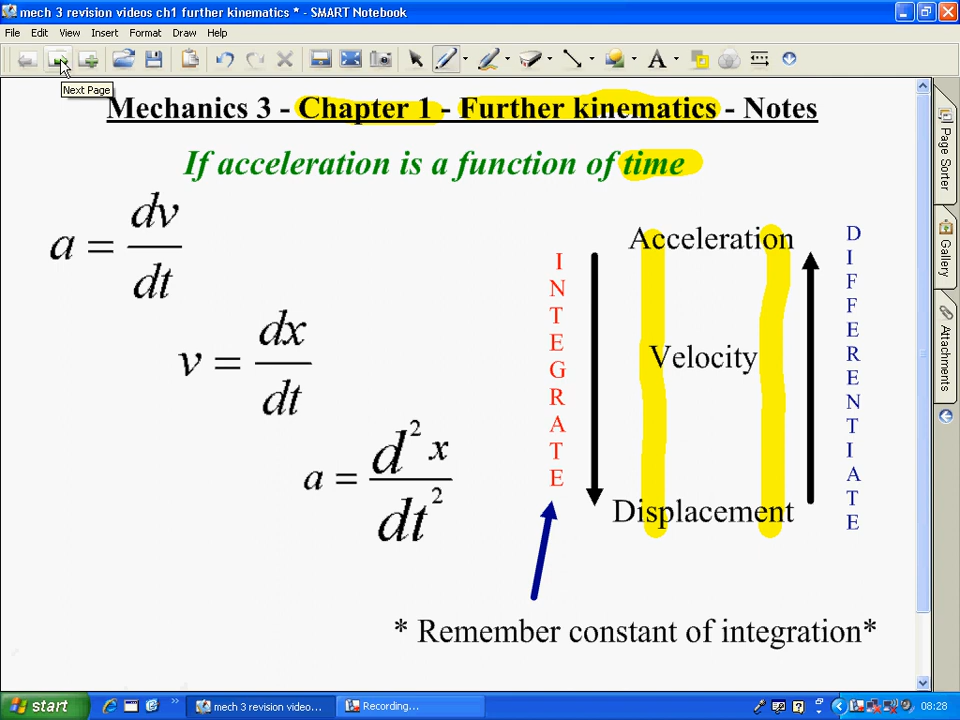 mech 3 revision videos ch1 further kinematics * - SMART Notebook
File Edit View Insert Format Draw Help
Next Page
Mechanics 3 - Chapter 1 - Further kinematics - Notes
If acceleration is a function of time
a = dv/dt
v = dx/dt
a = d²x/dt²
INTEGRATE
Acceleration
Velocity
Displacement
DIFFERENTIATE
* Remember constant of integration*
Page Sorter
Gallery
Attachments
start
mech 3 revision video...
Recording...
08:28